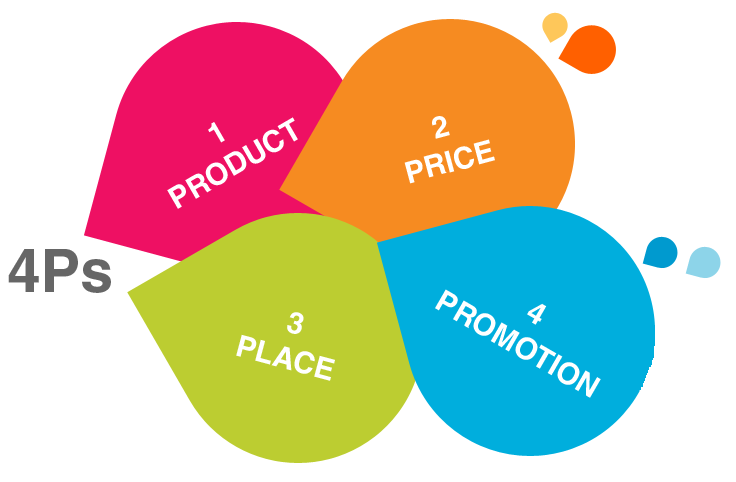 1
PRODUCT
2
PRICE
4Ps
3
PLACE
4
PROMOTION